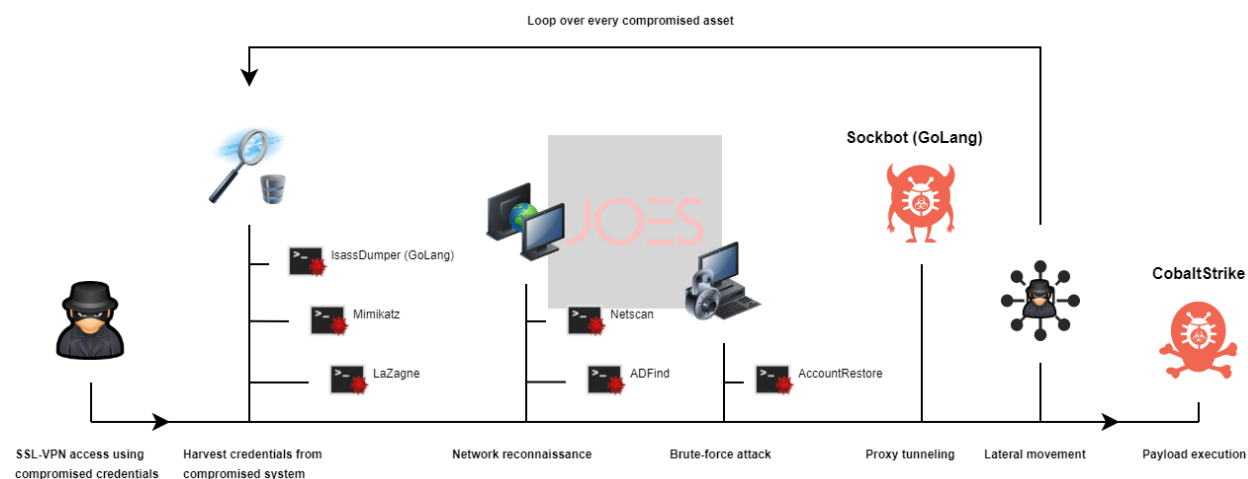 Loop over every compromised asset
Sockbot (GoLang)
JOES
lsassDumper (GoLang)
CobaltStrike
Mimikatz
Netscan
LaZagne
ADFind
AccountRestore
SSL-VPN access using
compromised credentials
Harvest credentials from
compromised system
Network reconnaissance
Brute-force attack
Proxy tunneling
Lateral movement
Payload execution